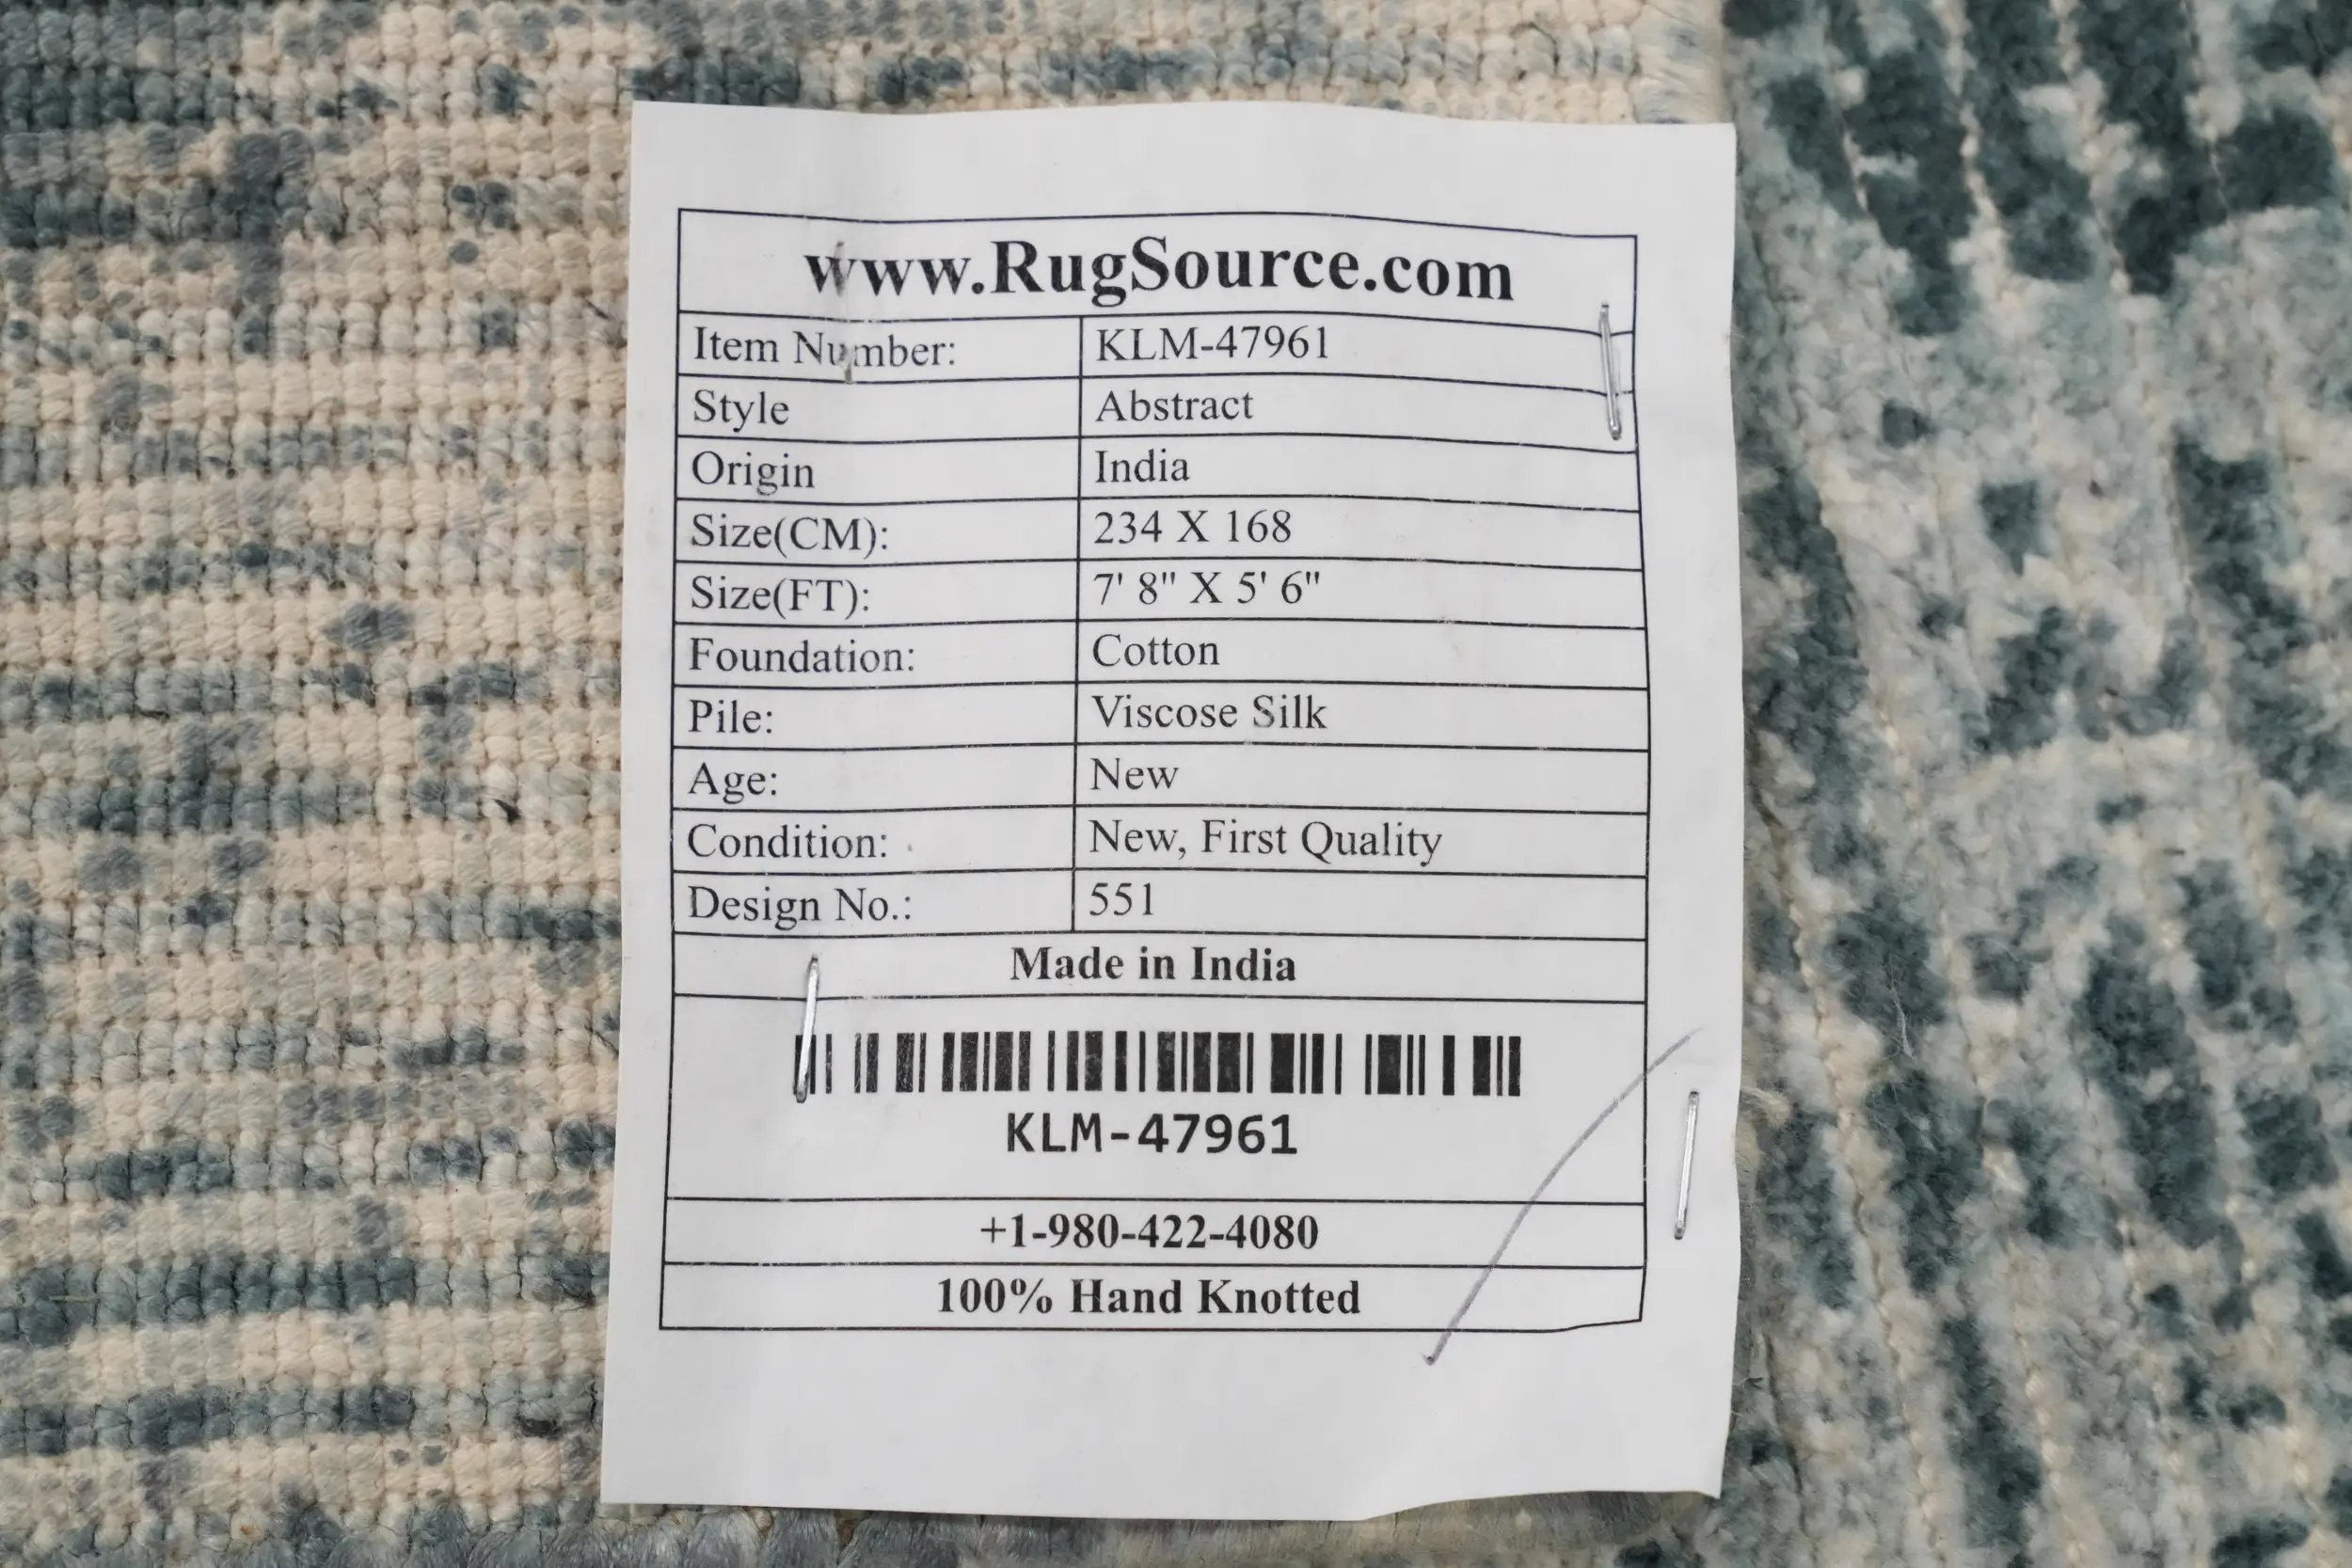 www.RugSource.com
Item Number: KLM-47961
Style Abstract
Origin India
Size(CM): 234 X 168
Size(FT): 7' 8" X 5' 6"
Foundation: Cotton
Pile: Viscose Silk
Age: New
Condition: New, First Quality
Design No.: 551
Made in India
KLM-47961
+1-980-422-4080
100% Hand Knotted